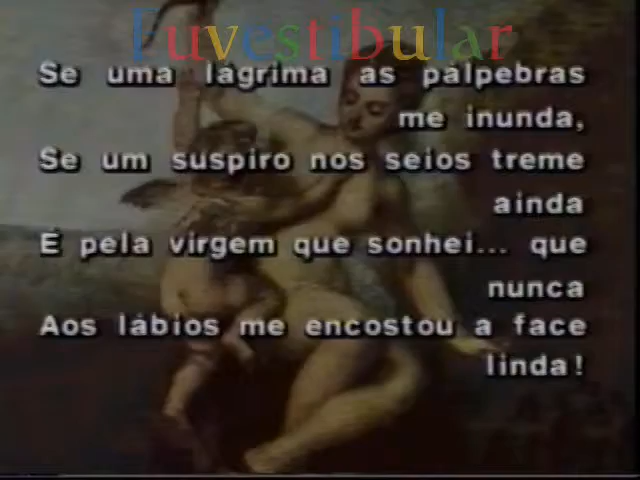 Fuvestibular
Se uma lágrima as pálpebras
me inunda,
Se um suspiro nos seios treme
ainda
É pela virgem que sonhei... que
nunca
Aos lábios me encostou a face
linda!